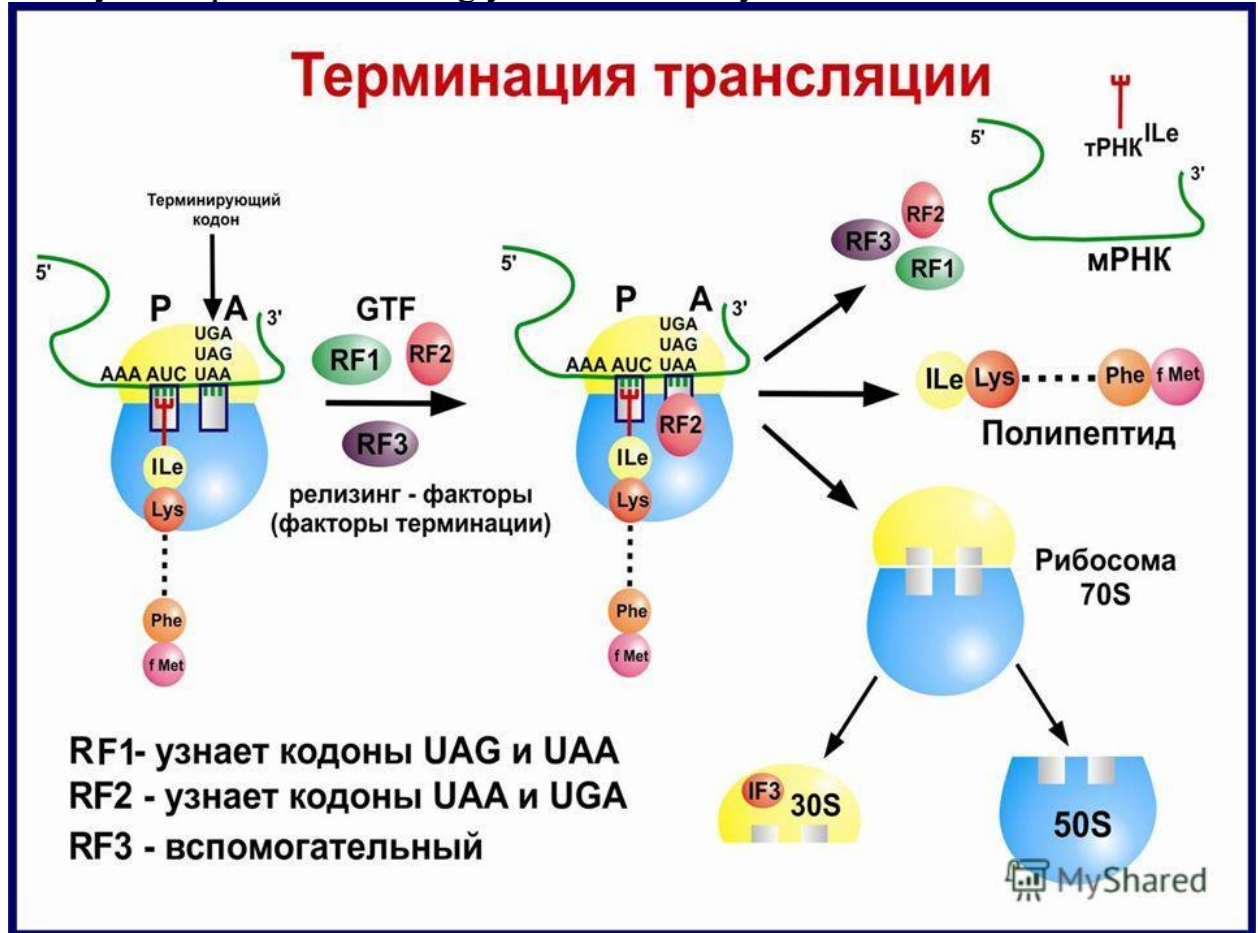 Терминация трансляции
5'
тРНК ILe
3'
мРНК
Терминирующий
кодон
5'
P A
3'
UGA
UAG
AAA AUC UAA
ILe
Lys
Phe
f Met
GTF
RF1 RF2
RF3
релизинг - факторы
(факторы терминации)
5'
P A
3'
UGA
UAG
AAA AUC UAA
RF2
ILe
Lys
Phe
f Met
RF2
RF3
RF1
ILe Lys Phe f Met
Полипептид
Рибосома
70S
IF3 30S
50S
RF1- узнает кодоны UAG и UAA
RF2 - узнает кодоны UAA и UGA
RF3 - вспомогательный
MyShared